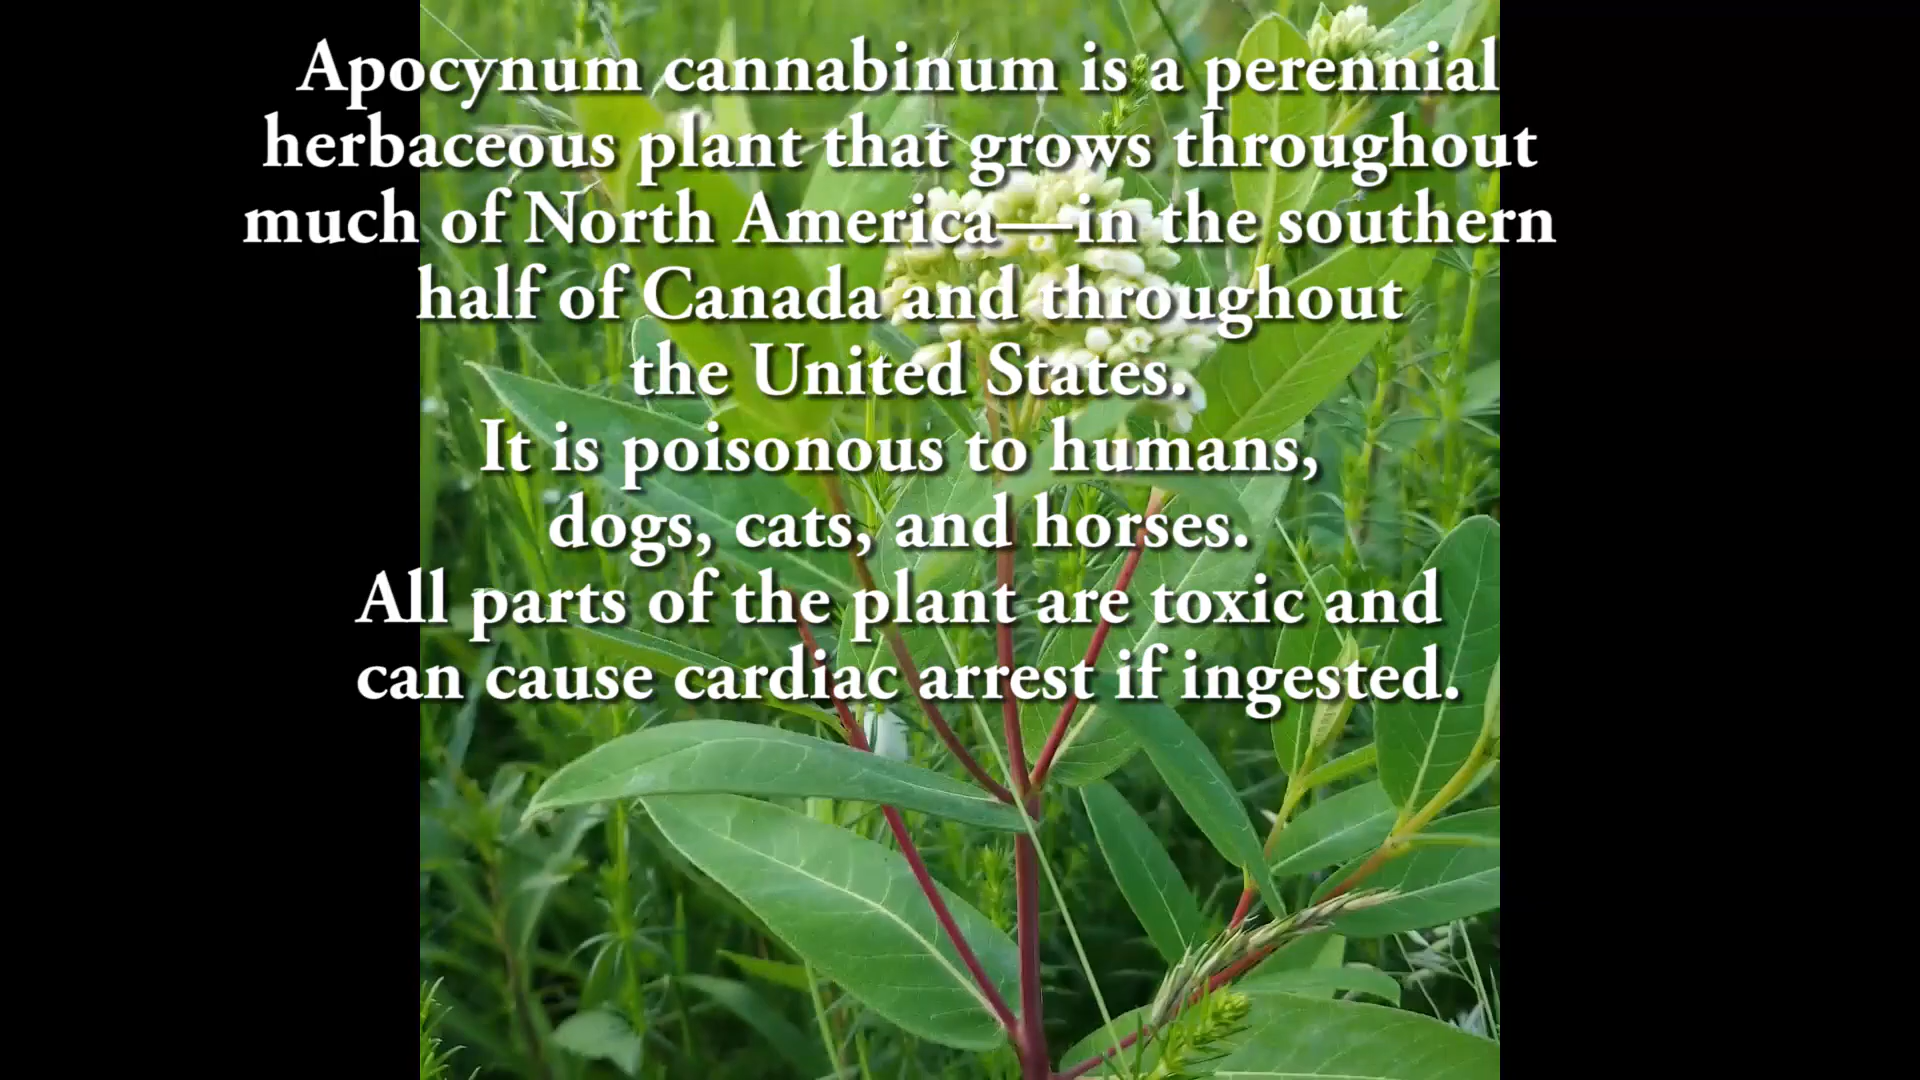 Apocynum cannabinum is a perennial
herbaceous plant that grows throughout
much of North America—in the southern
half of Canada and throughout
the United States.
It is poisonous to humans,
dogs, cats, and horses.
All parts of the plant are toxic and
can cause cardiac arrest if ingested.